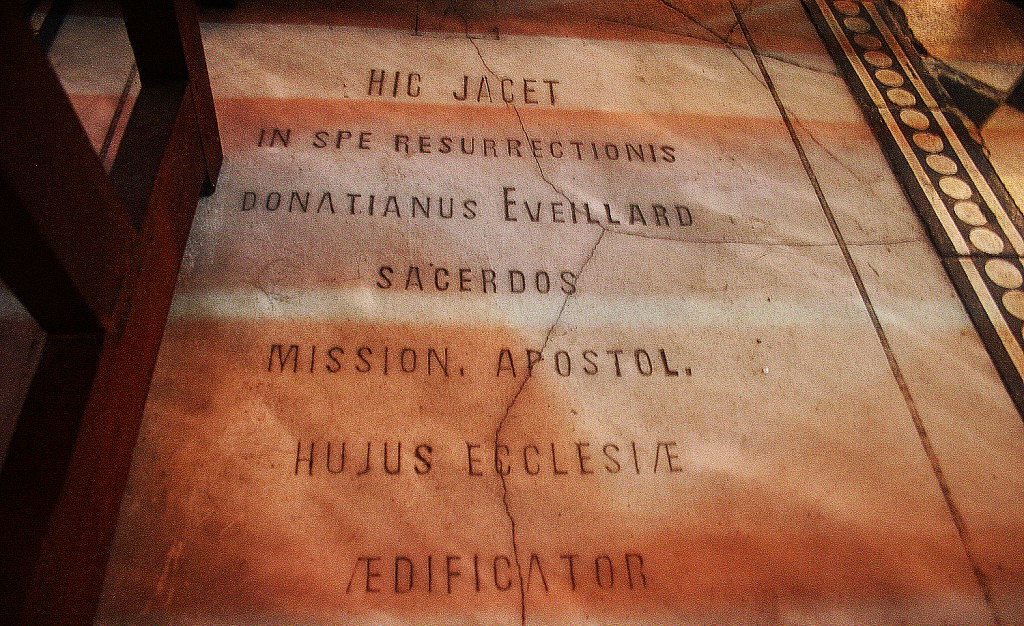 HIC JACET
IN SPE RESURRECTIONIS
DONATIANUS EVEILLARD
SACERDOS
MISSION. APOSTOL.
HUJUS ECCLESIÆ
ÆDIFICATOR